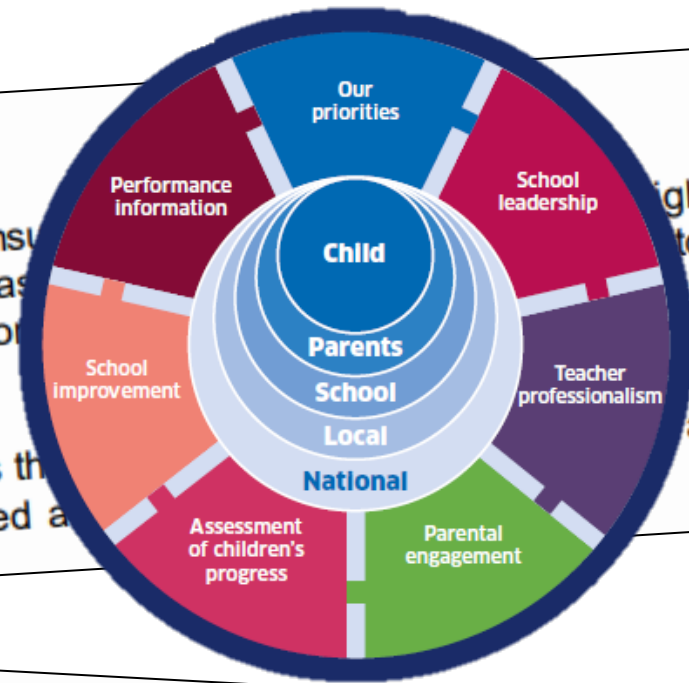 Our
priorities
School
leadership
Teacher
professionalism
Parental
engagement
Assessment
of children's
progress
School
improvement
Performance
information
Child
Parents
School
Local
National
ed a